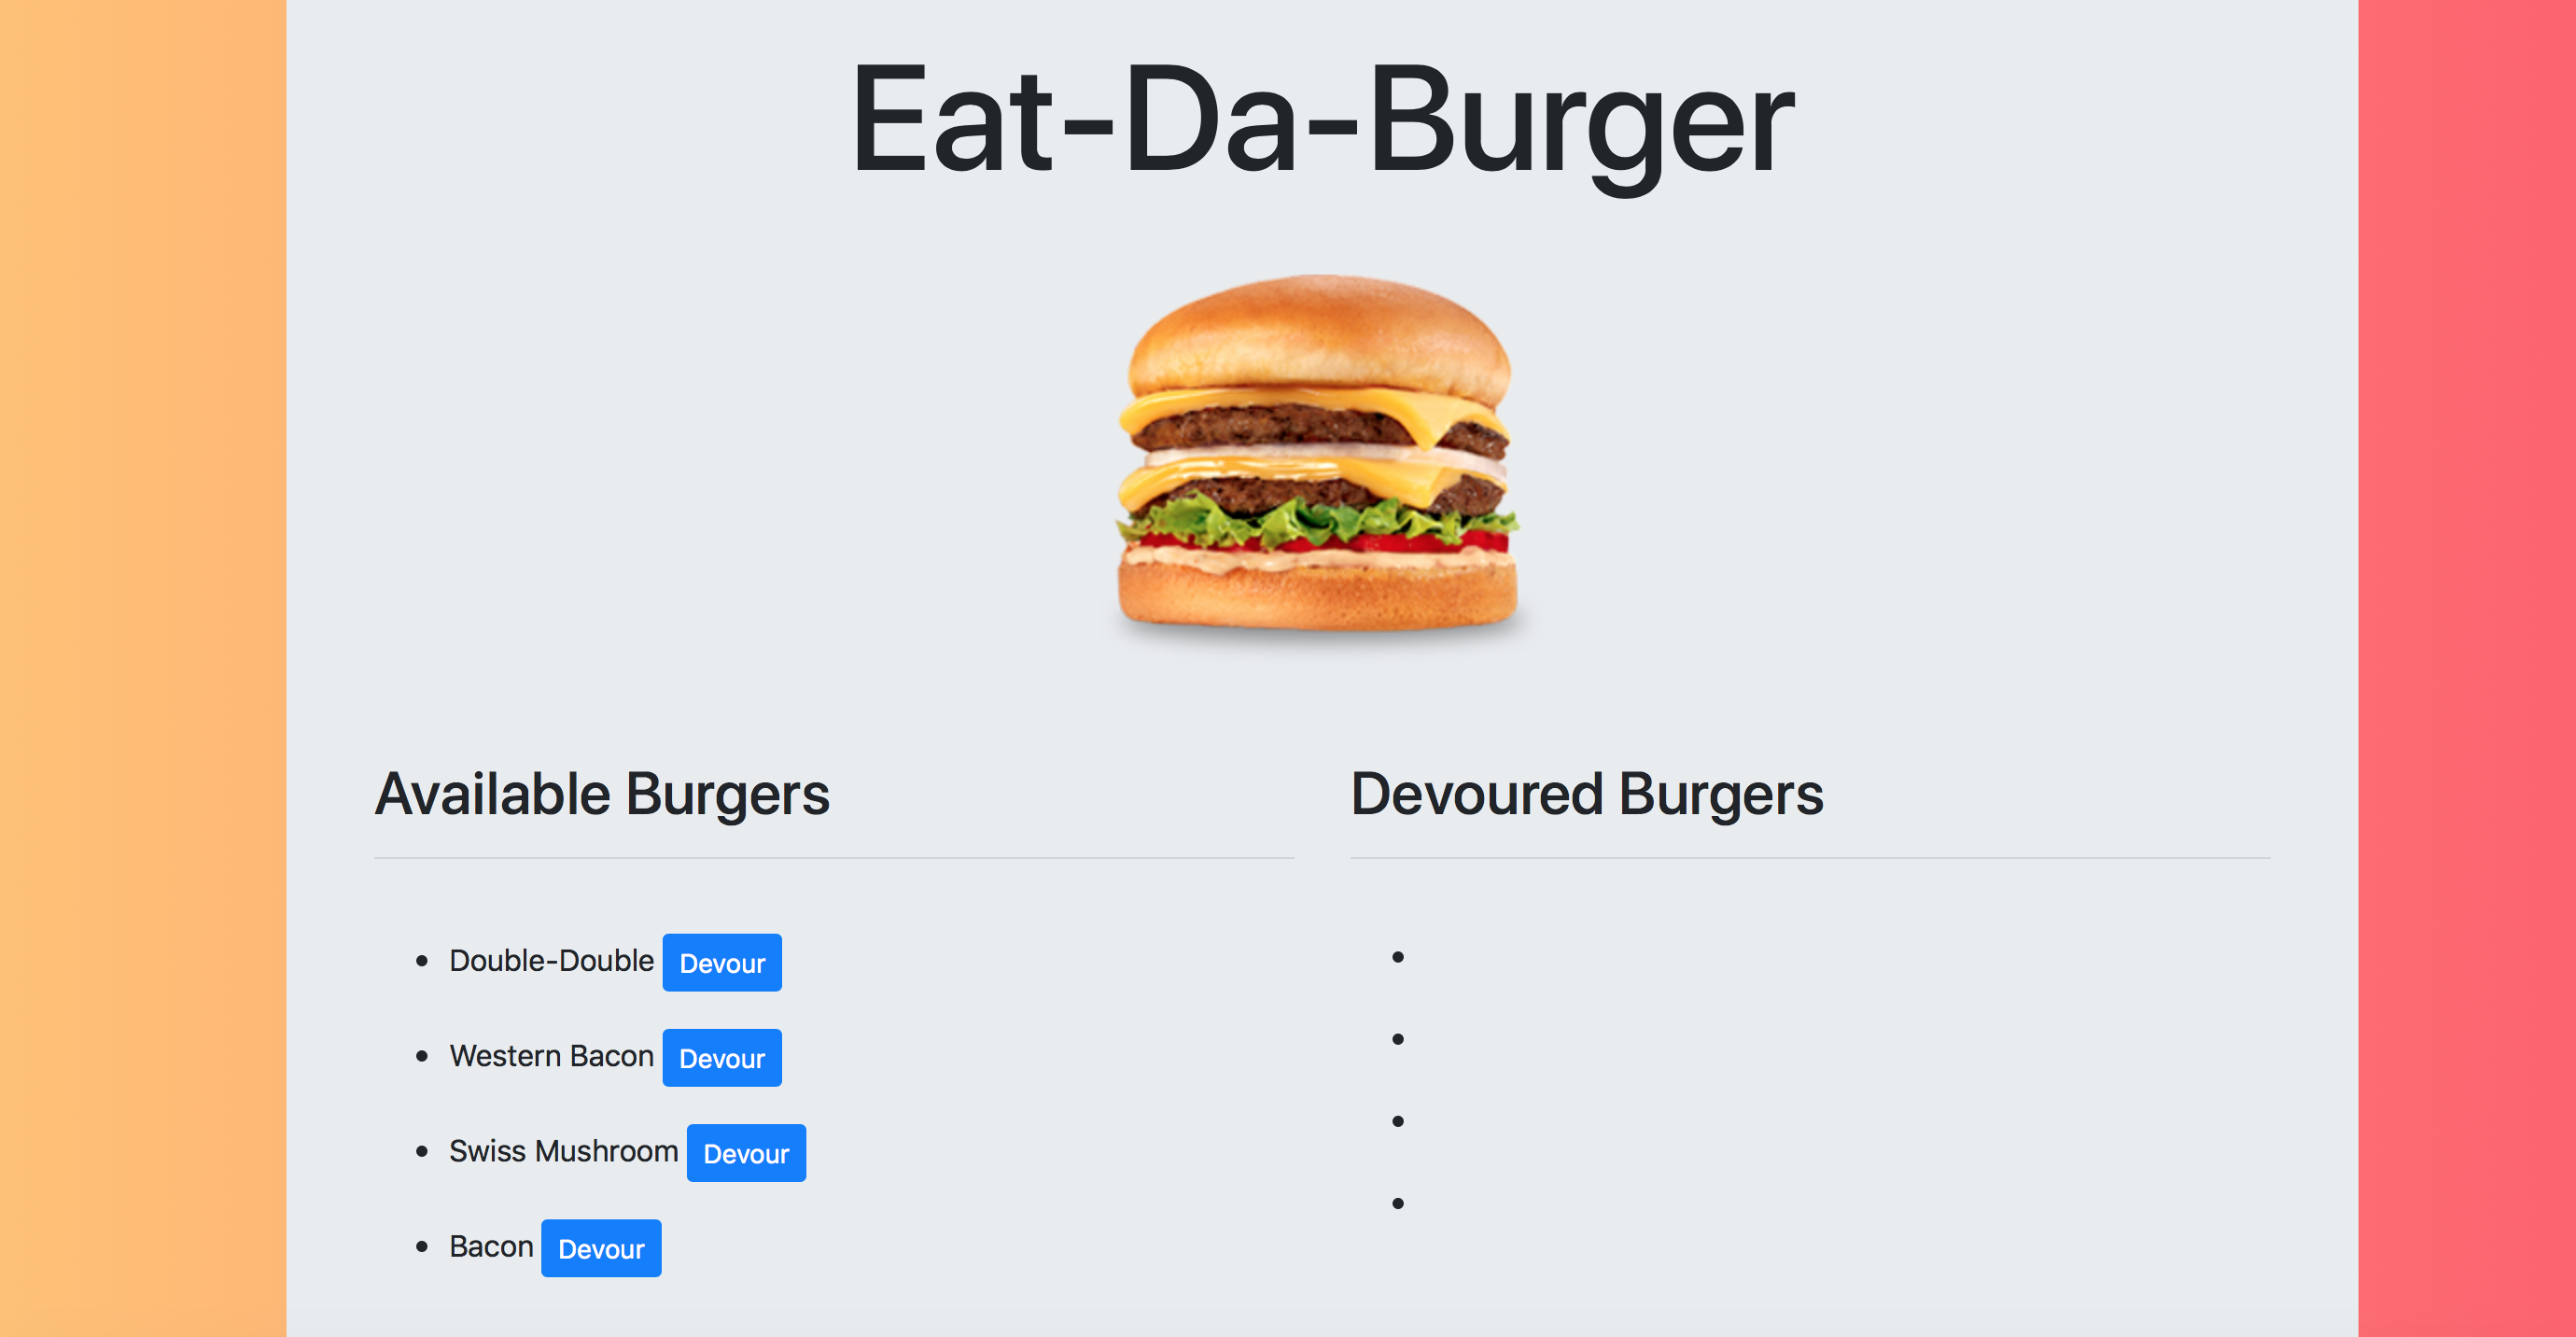 Eat-Da-Burger
Available Burgers
Devoured Burgers
Double-Double Devour
Western Bacon Devour
Swiss Mushroom Devour
Bacon Devour